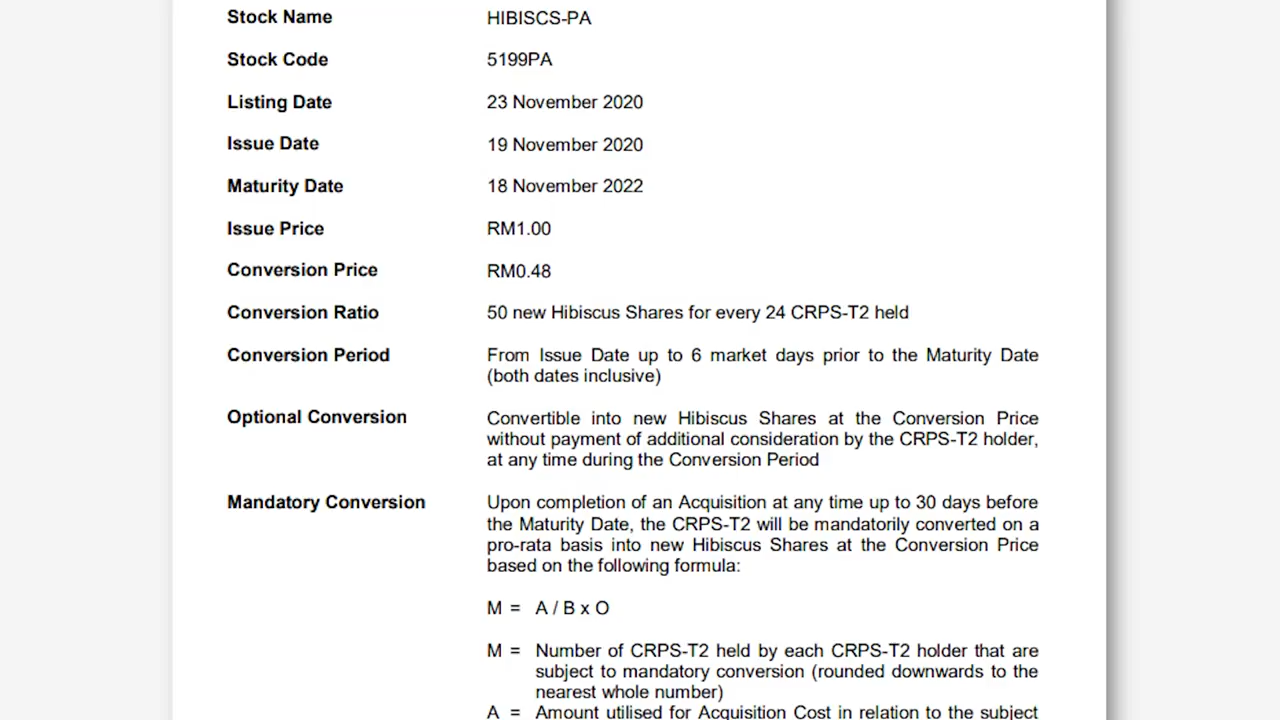 Stock Name HIBISCS-PA
Stock Code 5199PA
Listing Date 23 November 2020
Issue Date 19 November 2020
Maturity Date 18 November 2022
Issue Price RM1.00
Conversion Price RM0.48
Conversion Ratio 50 new Hibiscus Shares for every 24 CRPS-T2 held
Conversion Period From Issue Date up to 6 market days prior to the Maturity Date
(both dates inclusive)
Optional Conversion Convertible into new Hibiscus Shares at the Conversion Price
without payment of additional consideration by the CRPS-T2 holder,
at any time during the Conversion Period
Mandatory Conversion Upon completion of an Acquisition at any time up to 30 days before
the Maturity Date, the CRPS-T2 will be mandatorily converted on a
pro-rata basis into new Hibiscus Shares at the Conversion Price
based on the following formula:
M = A / B x O
M = Number of CRPS-T2 held by each CRPS-T2 holder that are
subject to mandatory conversion (rounded downwards to the
nearest whole number)
A = Amount utilised for Acquisition Cost in relation to the subject